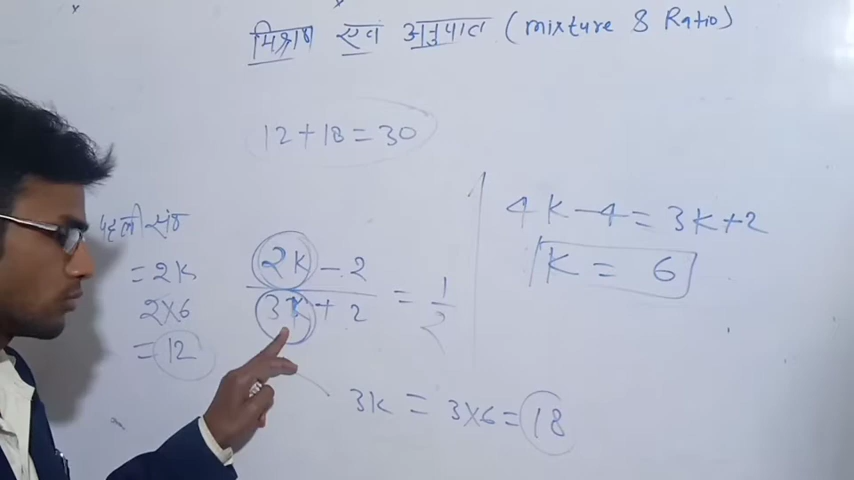 मिश्रण एवं अनुपात (mixture & Ratio)
12+18=30
पहली संख
=2K
2×6
=12
2K-2
3K+2
=
1
2
4K-4=3K+2
K = 6
3K = 3×6=18